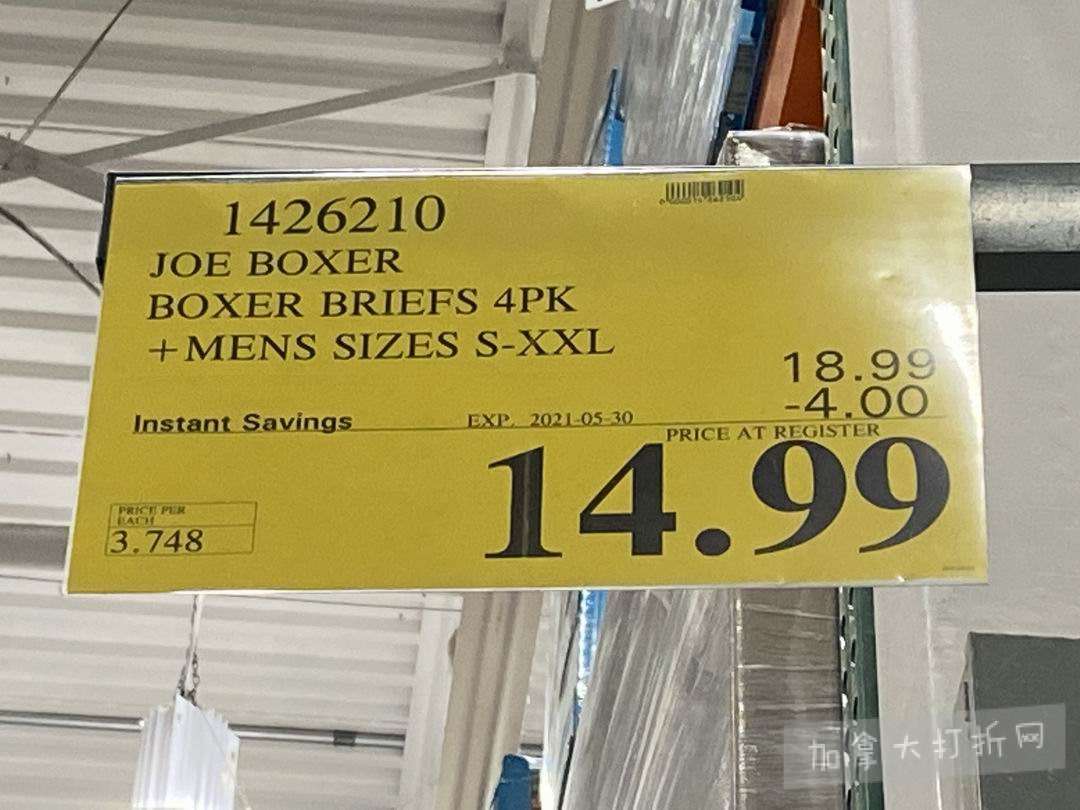 1426210
JOE BOXER
BOXER BRIEFS 4PK
+MENS SIZES S-XXL
18.99
-4.00
Instant Savings EXP. 2021-05-30
PRICE AT REGISTER
14.99
PRICE PER
EACH
3.748
加拿大打折网